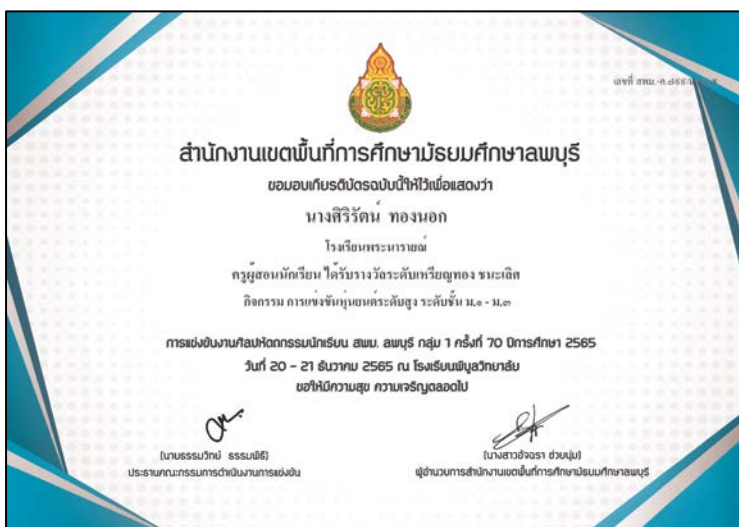 เลขที่ สพม.-ค.
สำนักงานเขตพื้นที่การศึกษามัธยมศึกษาลพบุรี
ขอมอบเกียรติบัตรฉบับนี้ให้ไว้เพื่อแสดงว่า
นางศิริรัตน์ ทองนอก
โรงเรียนพระนารายณ์
ครูผู้สอนนักเรียน ได้รับรางวัลระดับเหรียญทอง ชนะเลิศ
กิจกรรม การแข่งขันหุ่นยนต์ระดับสูง ระดับชั้น ม.๑ - ม.๓
การแข่งขันงานศิลปหัตถกรรมนักเรียน สพม. ลพบุรี กลุ่ม 1 ครั้งที่ 70 ปีการศึกษา 2565
วันที่ 20 - 21 ธันวาคม 2565 ณ โรงเรียนพิบูลวิทยาลัย
ขอให้มีความสุข ความเจริญตลอดไป
(นายธรรมวิทย์ ธรรมพิธี) (นางสาวอัจฉรา ช่วยนุ่ม)
ประธานคณะกรรมการดำเนินงานการแข่งขัน ผู้อำนวยการสำนักงานเขตพื้นที่การศึกษามัธยมศึกษาลพบุรี